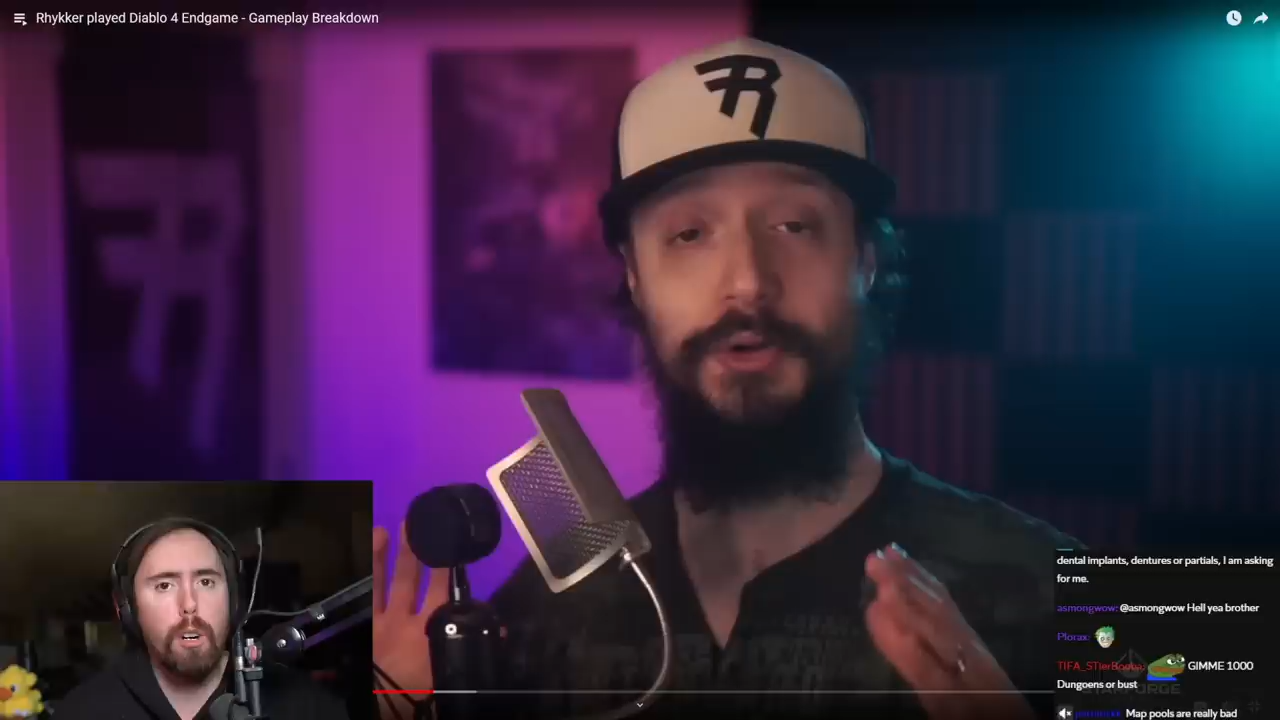 Rhykker played Diablo 4 Endgame - Gameplay Breakdown
dental implants, dentures or partials, I am asking
for me.
asmongwow: @asmongwow Hell yea brother
Plorax:
GIMME 1000
Dungoens or bust
Map pools are really bad